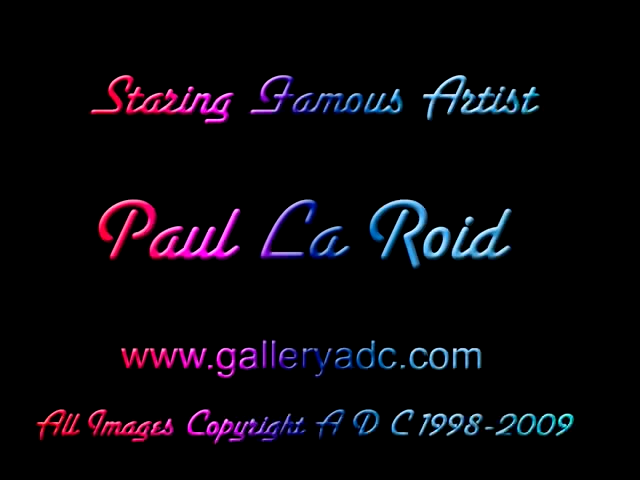 Staring Famous Artist
Paul La Roid
www.galleryadc.com
All Images Copyright A D C 1998-2009